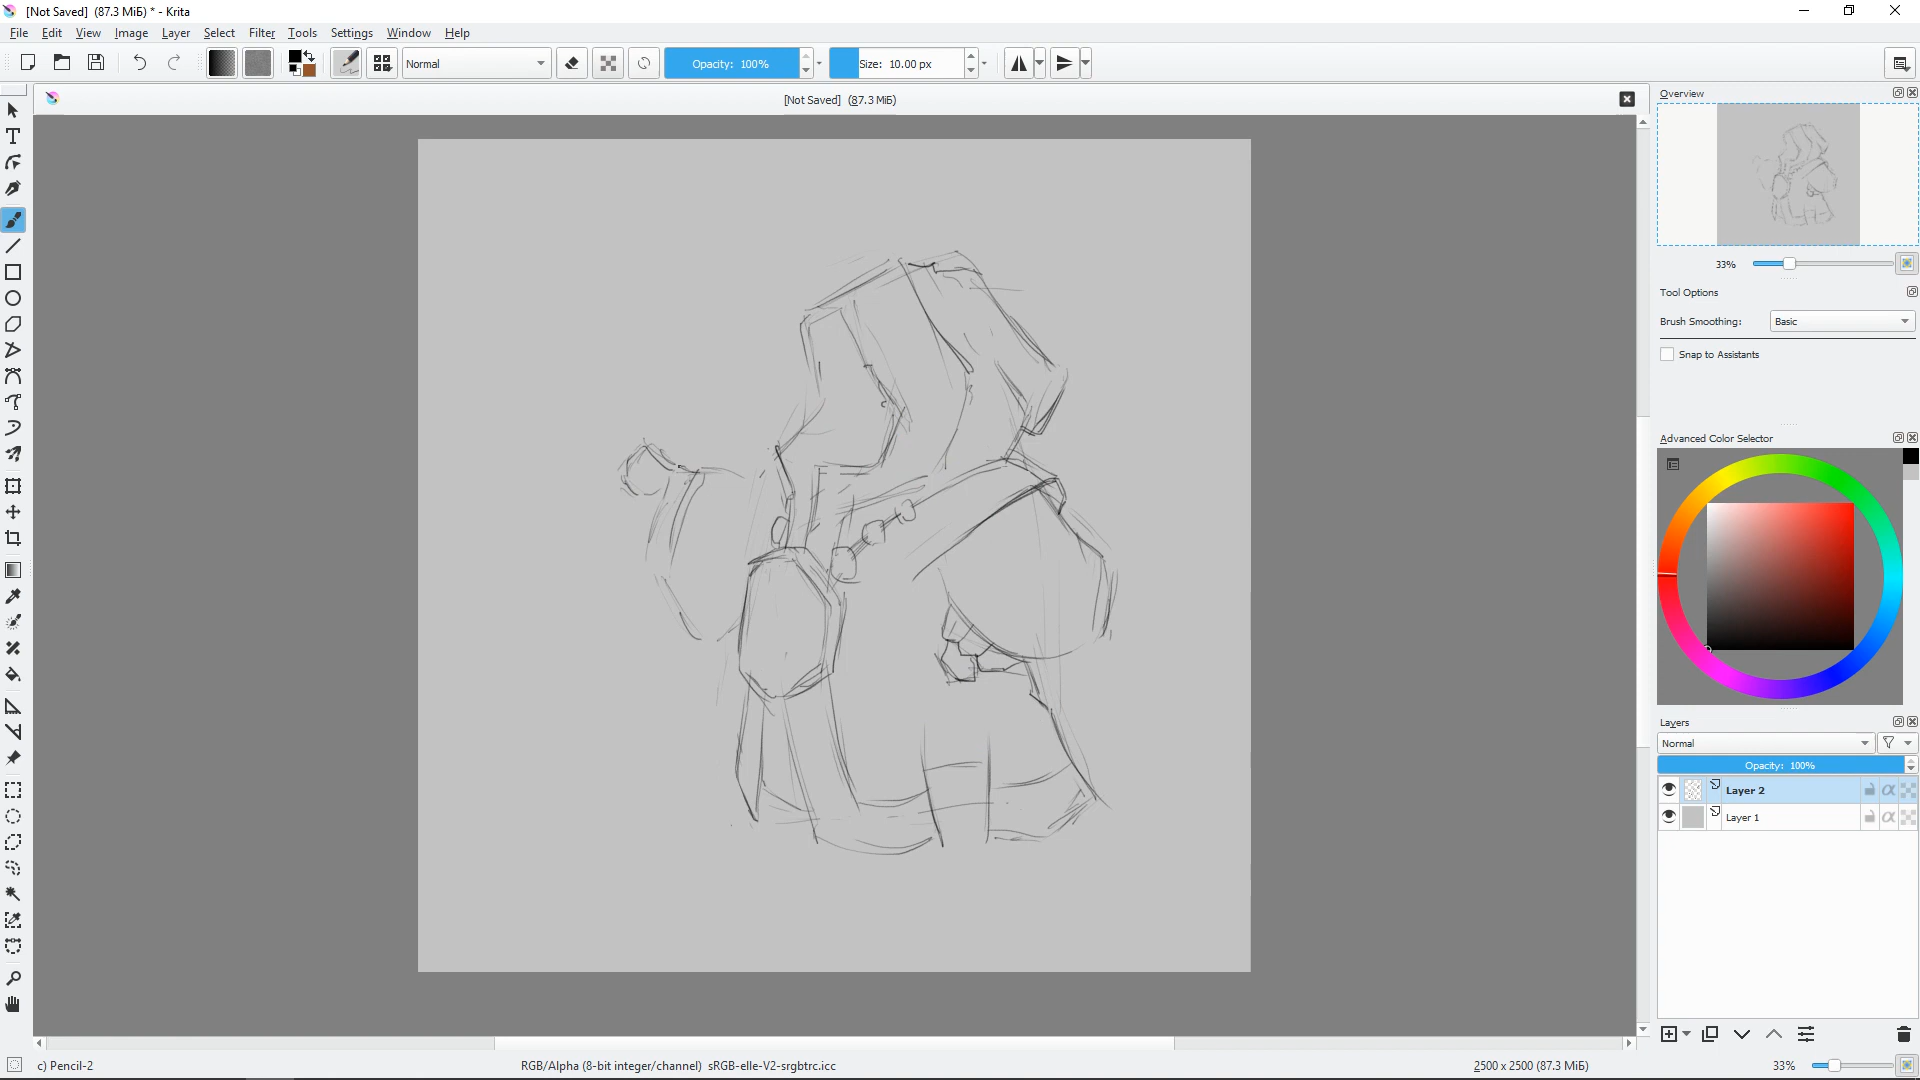 [Not Saved]  (87.3 MiБ) * - Krita
File Edit View Image Layer Select Filter Tools Settings Window Help
Normal
Opacity: 100%
Size: 10.00 px
[Not Saved]  (87.3 MiБ)
Overview
33%
Tool Options
Brush Smoothing: Basic
Snap to Assistants
Advanced Color Selector
Layers
Normal
Opacity: 100%
Layer 2
Layer 1
c) Pencil-2
RGB/Alpha (8-bit integer/channel)  sRGB-elle-V2-srgbtrc.icc
2500 x 2500 (87.3 MiБ)
33%